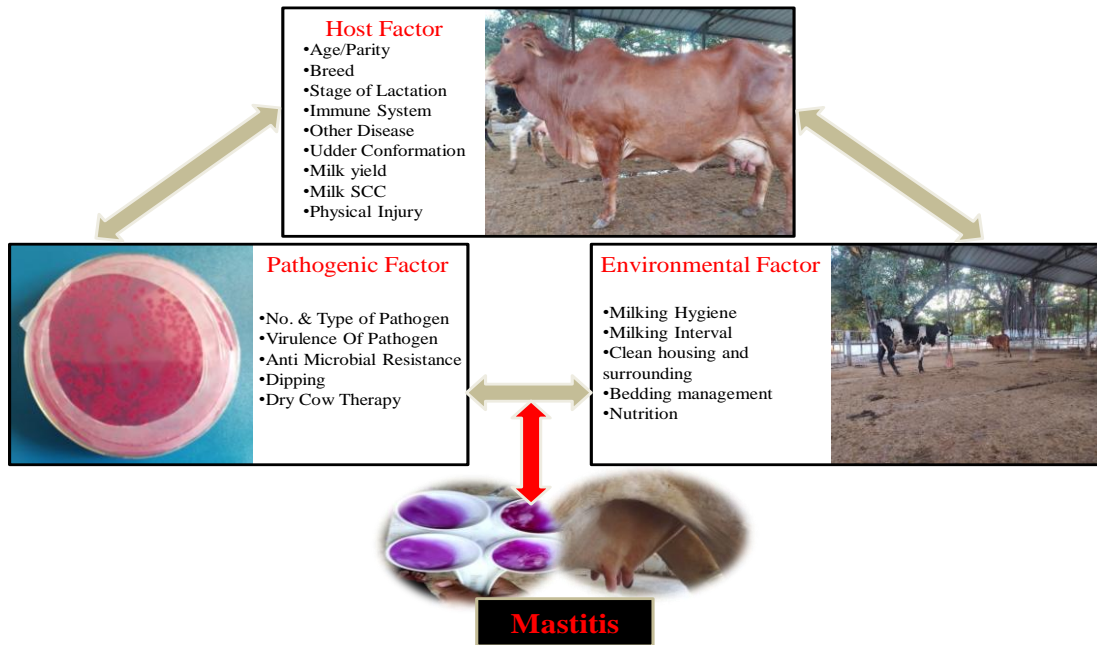 Host Factor
•Age/Parity
•Breed
•Stage of Lactation
•Immune System
•Other Disease
•Udder Conformation
•Milk yield
•Milk SCC
•Physical Injury
Pathogenic Factor
•No. & Type of Pathogen
•Virulence Of Pathogen
•Anti Microbial Resistance
•Dipping
•Dry Cow Therapy
Environmental Factor
•Milking Hygiene
•Milking Interval
•Clean housing and
surrounding
•Bedding management
•Nutrition
Mastitis